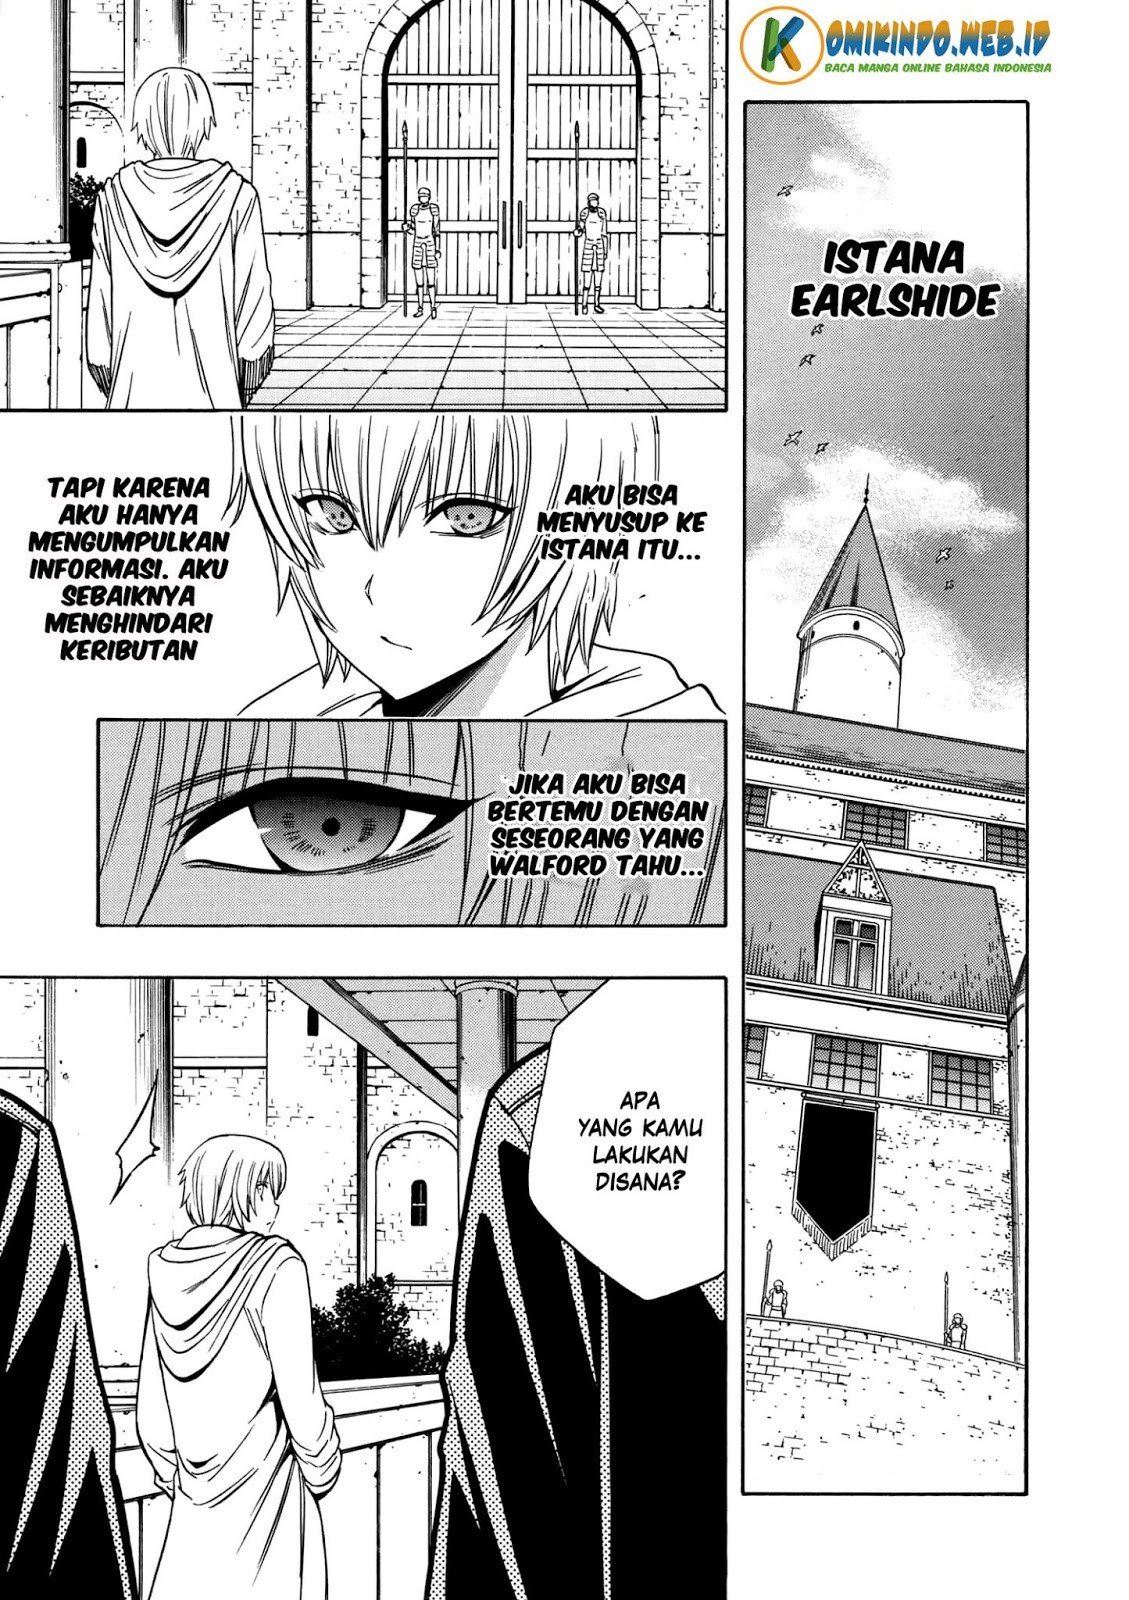 KOMIKINDO.WEB.ID
BACA MANGA ONLINE BAHASA INDONESIA
ISTANA
EARLSHIDE
AKU BISA
MENYUSUP KE
ISTANA ITU...
TAPI KARENA
AKU HANYA
MENGUMPULKAN
INFORMASI. AKU
SEBAIKNYA
MENGHINDARI
KERIBUTAN
JIKA AKU BISA
BERTEMU DENGAN
SESEORANG YANG
WALFORD TAHU...
APA
YANG KAMU
LAKUKAN
DISANA?